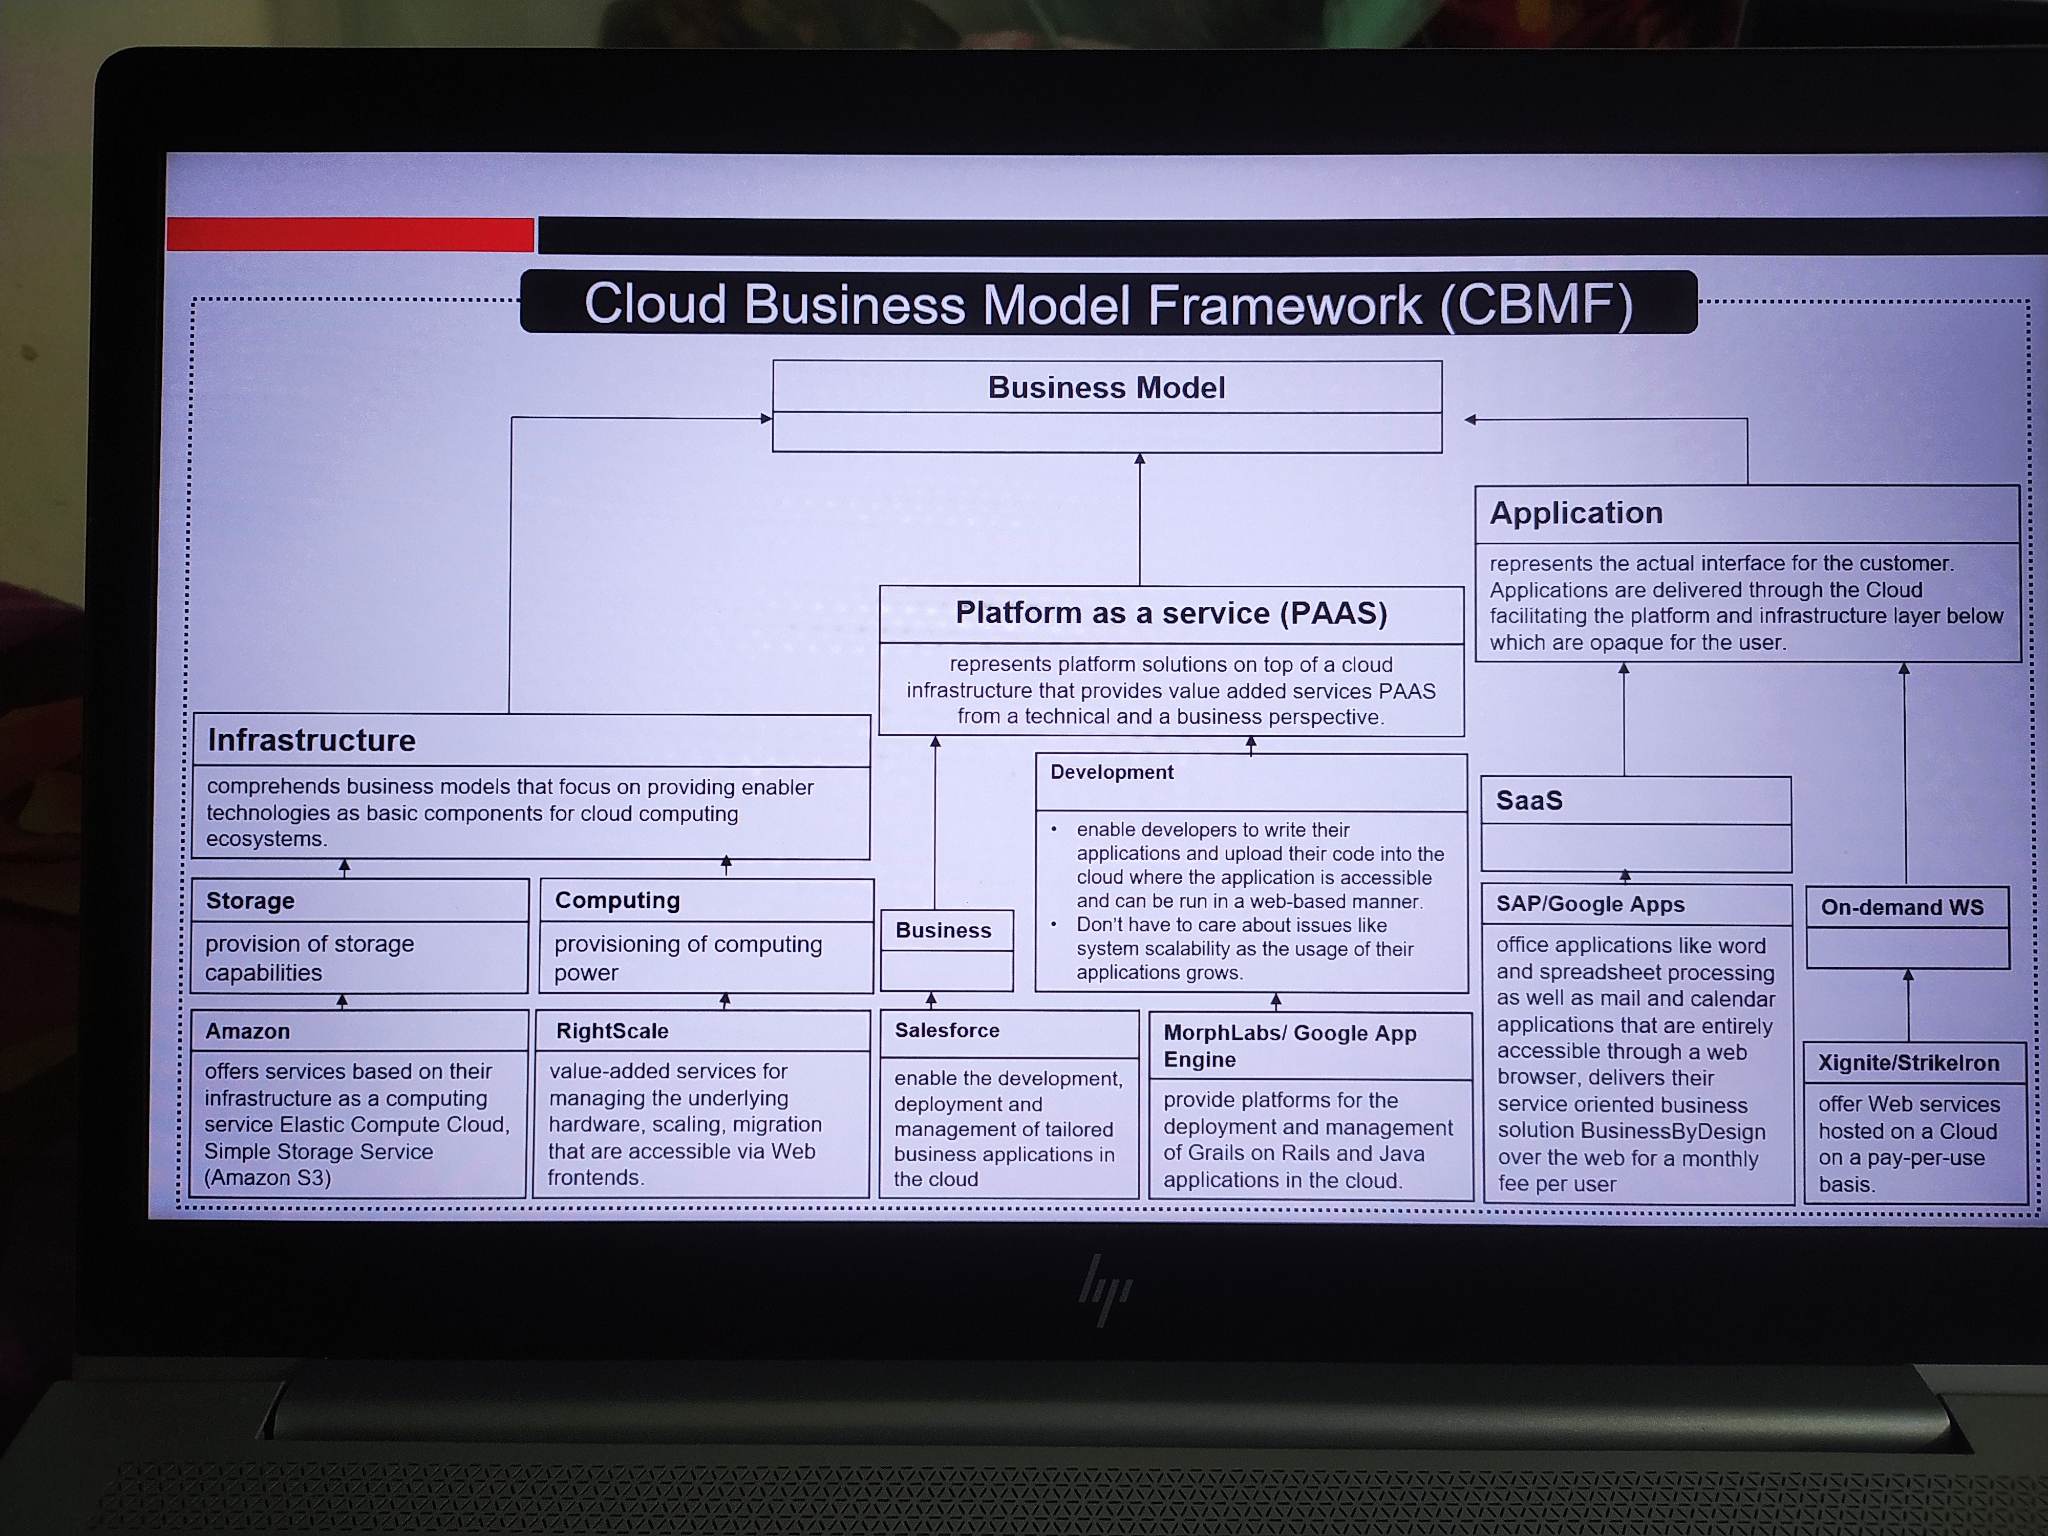 Cloud Business Model Framework (CBMF)
Business Model
Application
represents the actual interface for the customer.
Applications are delivered through the Cloud
facilitating the platform and infrastructure layer below
which are opaque for the user.
Platform as a service (PAAS)
represents platform solutions on top of a cloud
infrastructure that provides value added services PAAS
from a technical and a business perspective.
Infrastructure
comprehends business models that focus on providing enabler
technologies as basic components for cloud computing
ecosystems.
Development
• enable developers to write their
applications and upload their code into the
cloud where the application is accessible
and can be run in a web-based manner.
• Don't have to care about issues like
system scalability as the usage of their
applications grows.
SaaS
Storage
provision of storage
capabilities
Computing
provisioning of computing
power
Business
SAP/Google Apps
office applications like word
and spreadsheet processing
as well as mail and calendar
applications that are entirely
accessible through a web
browser, delivers their
service oriented business
solution BusinessByDesign
over the web for a monthly
fee per user
On-demand WS
Amazon
offers services based on their
infrastructure as a computing
service Elastic Compute Cloud,
Simple Storage Service
(Amazon S3)
RightScale
value-added services for
managing the underlying
hardware, scaling, migration
that are accessible via Web
frontends.
Salesforce
enable the development,
deployment and
management of tailored
business applications in
the cloud
MorphLabs/ Google App
Engine
provide platforms for the
deployment and management
of Grails on Rails and Java
applications in the cloud.
Xignite/StrikeIron
offer Web services
hosted on a Cloud
on a pay-per-use
basis.
hp